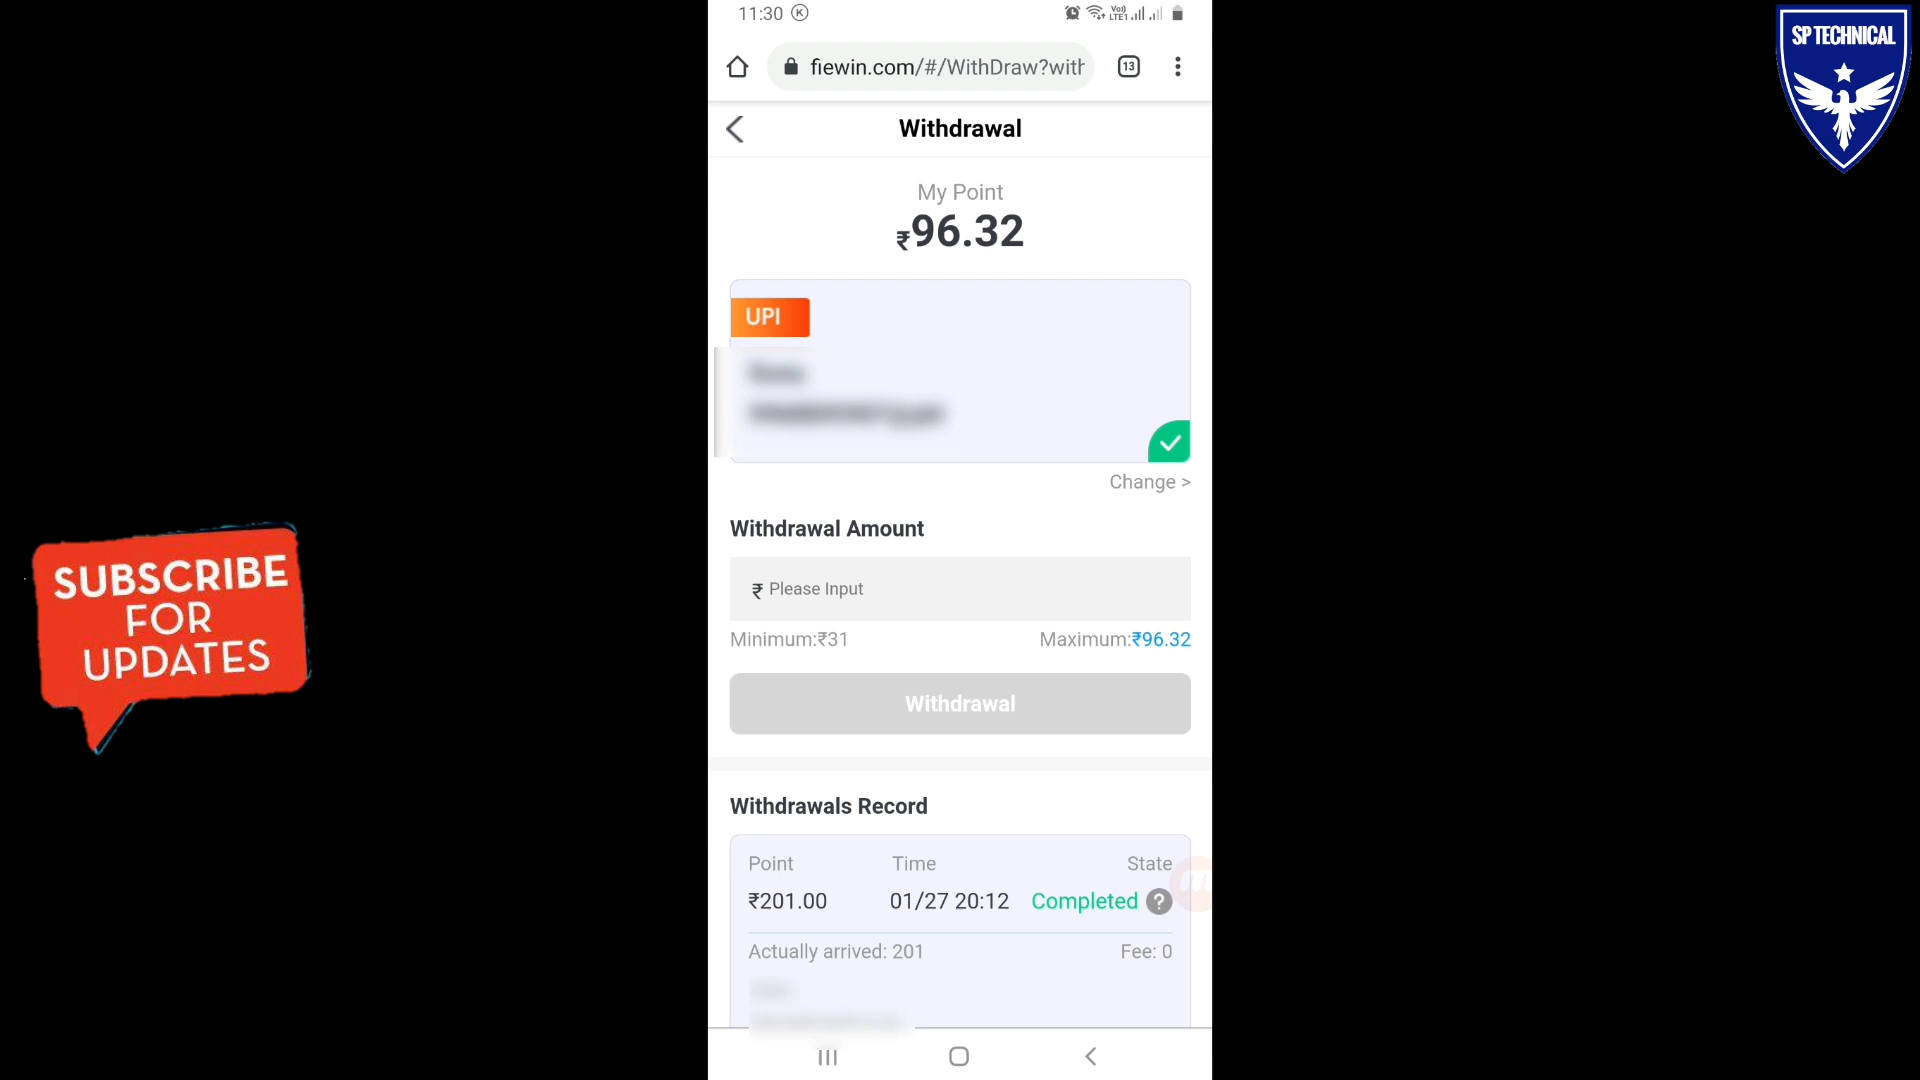 11:30 K
Vo))
LTE1
fiewin.com/#/WithDraw?with
13
SP TECHNICAL
Withdrawal
My Point
₹96.32
UPI
Change >
Withdrawal Amount
₹ Please Input
Minimum:₹31 Maximum:₹96.32
Withdrawal
SUBSCRIBE
FOR
UPDATES
Withdrawals Record
Point Time State
₹201.00 01/27 20:12 Completed ?
Actually arrived: 201 Fee: 0